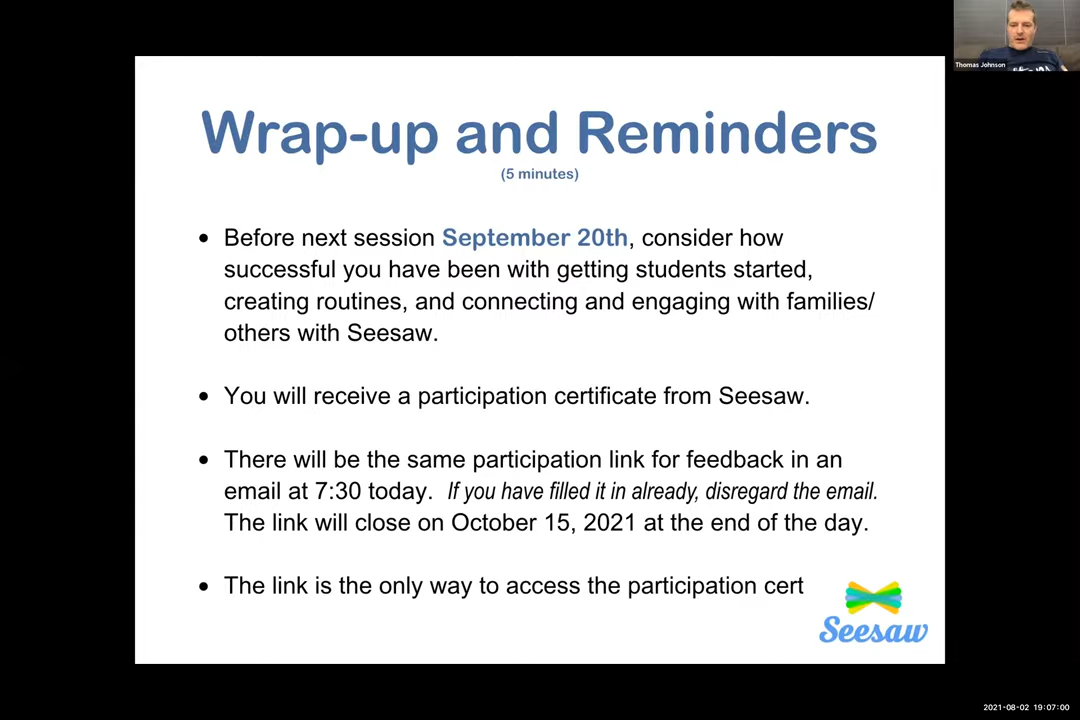 Thomas Johnson
Wrap-up and Reminders
(5 minutes)
• Before next session September 20th, consider how
successful you have been with getting students started,
creating routines, and connecting and engaging with families/
others with Seesaw.
• You will receive a participation certificate from Seesaw.
• There will be the same participation link for feedback in an
email at 7:30 today. If you have filled it in already, disregard the email.
The link will close on October 15, 2021 at the end of the day.
• The link is the only way to access the participation cert
Seesaw
2021-08-02 19:07:00